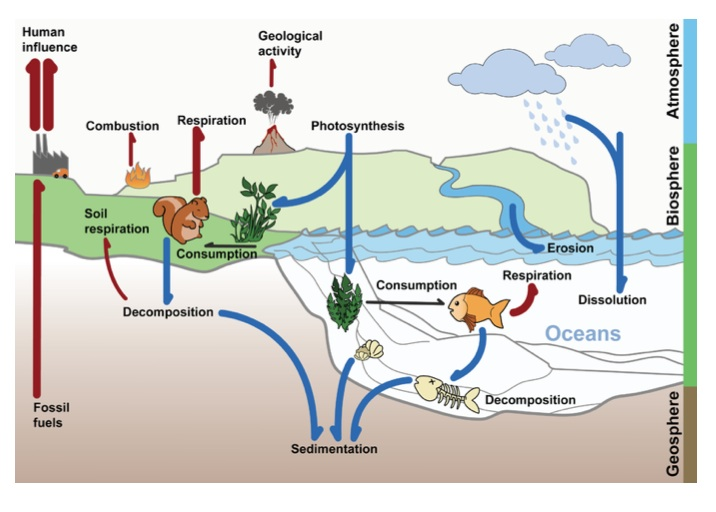 Human
influence
Geological
activity
Combustion
Respiration
Photosynthesis
Atmosphere
Biosphere
Soil
respiration
Consumption
Erosion
Consumption
Respiration
Dissolution
Decomposition
Oceans
Fossil
fuels
Decomposition
Sedimentation
Geosphere